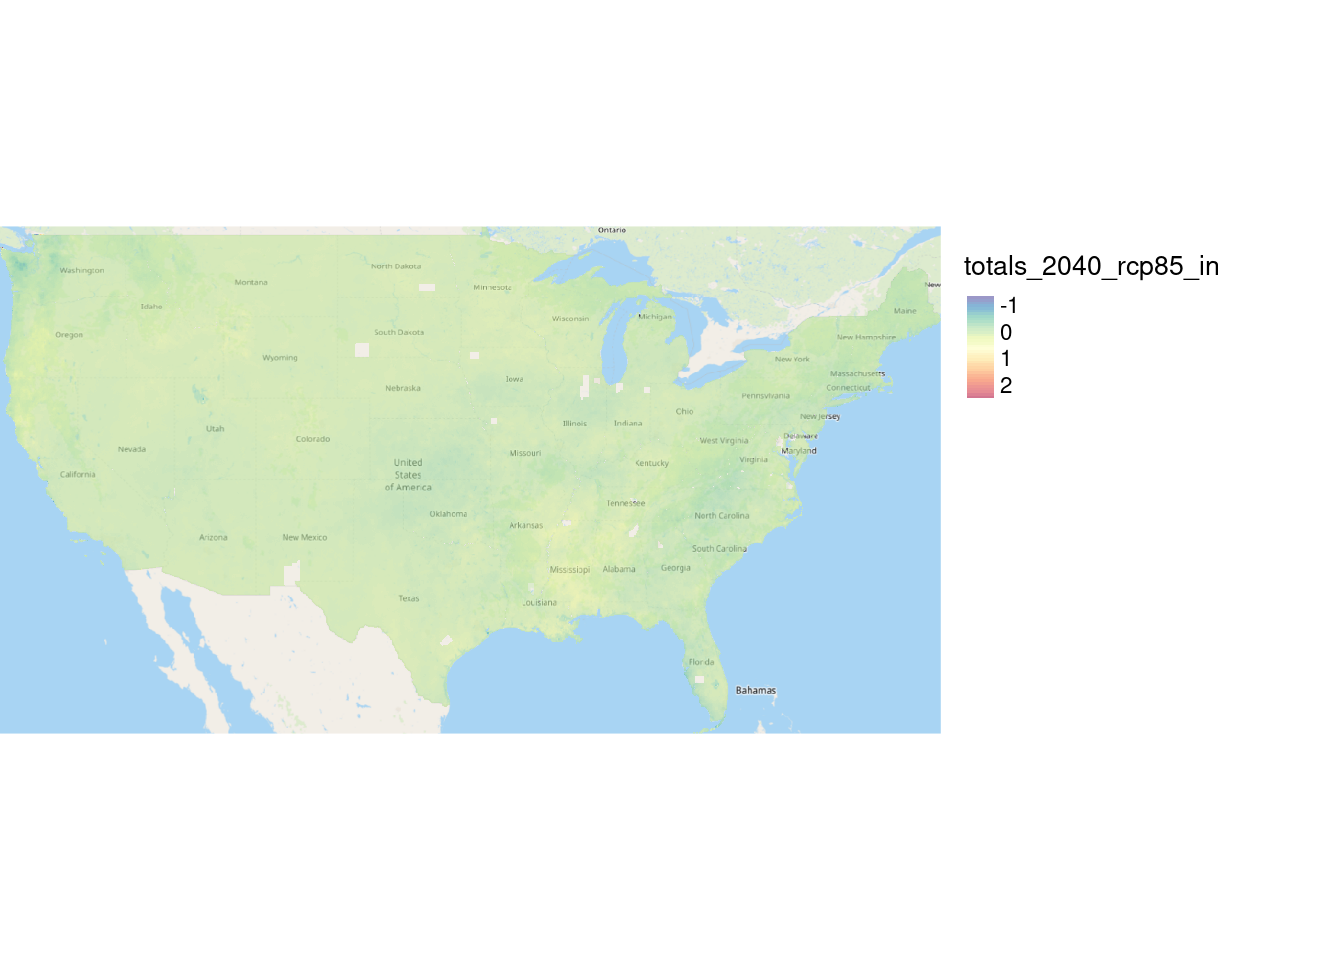 Ontario
New
Washington
North Dakota
Montana
Minnesota
Maine
Idaho
Wisconsin
Michigan
Oregon
South Dakota
New Hampshire
Wyoming
New York
Massachusetts
Iowa
Nebraska
Connecticut
Pennsylvania
Ohio
New Jersey
Illinois
Indiana
Utah
Colorado
West Virginia
Delaware
Nevada
Missouri
Maryland
United
States
of America
Kentucky
Virginia
California
Tennessee
Oklahoma
North Carolina
Arkansas
Arizona
New Mexico
South Carolina
Mississippi
Alabama
Georgia
Texas
Louisiana
Florida
Bahamas
totals_2040_rcp85_in
-1
0
1
2